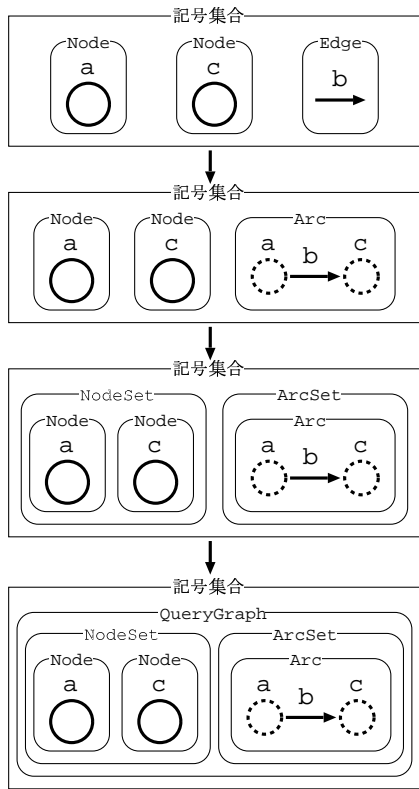 記号集合
Node Node Edge
a c b
記号集合
Node Node Arc
a c a b c
記号集合
NodeSet ArcSet
Node Node Arc
a c a b c
記号集合
QueryGraph
NodeSet ArcSet
Node Node Arc
a c a b c